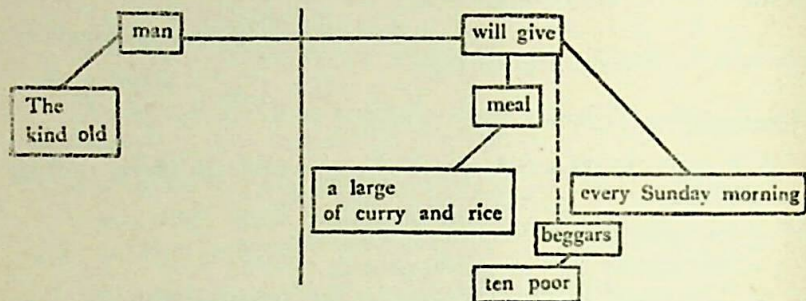 man
will give
The
kind old
meal
a large
of curry and rice
every Sunday morning
beggars
ten poor